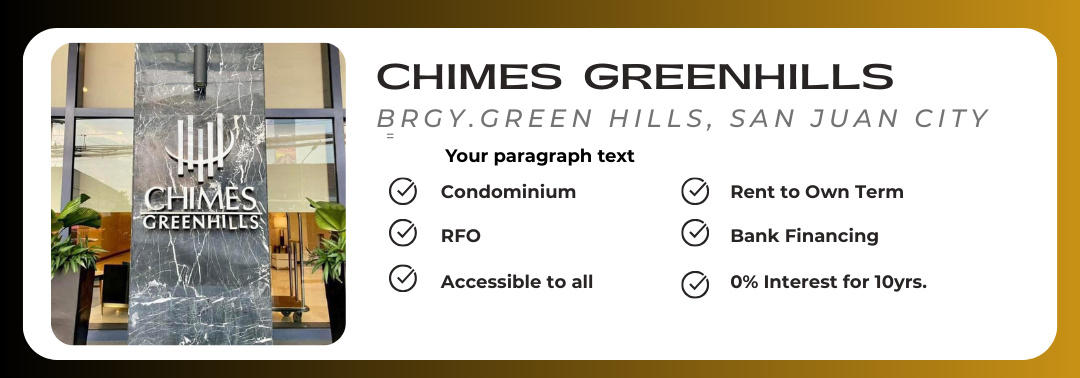 CHIMES
GREENHILLS
CHIMES GREENHILLS
BRGY.GREEN HILLS, SAN JUAN CITY
=
Your paragraph text
Condominium
RFO
Accessible to all
Rent to Own Term
Bank Financing
0% Interest for 10yrs.